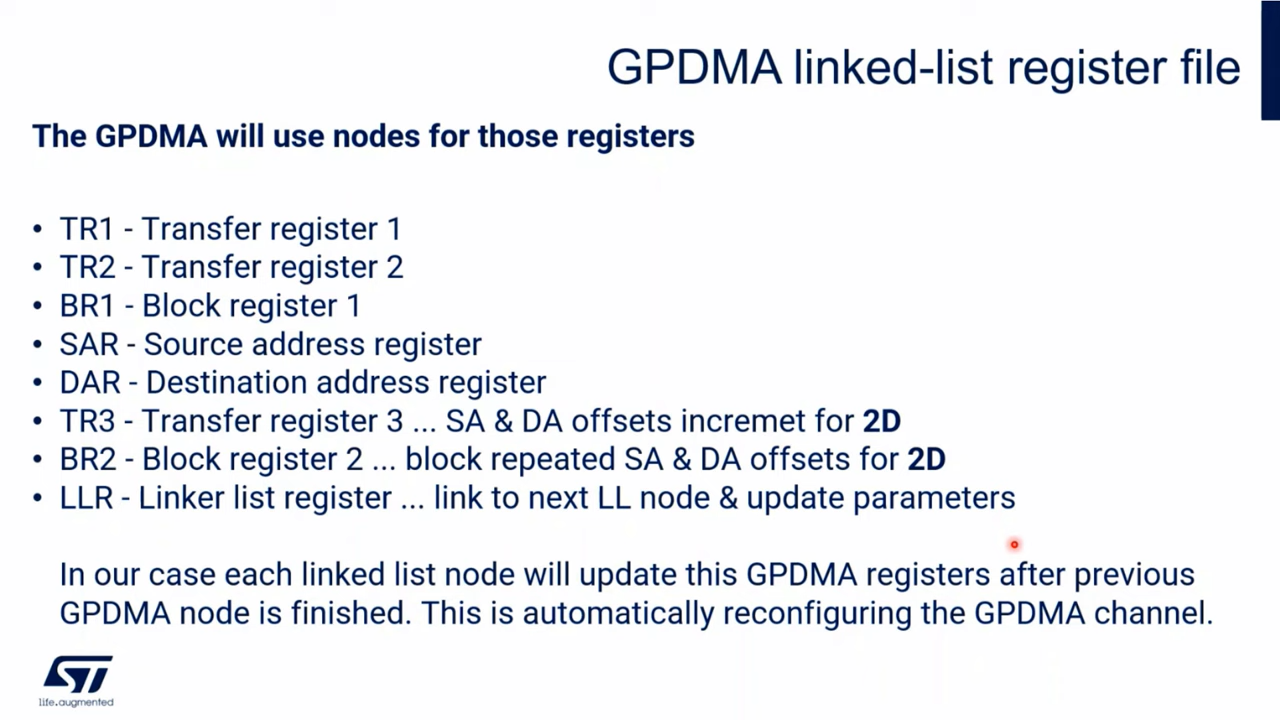 GPDMA linked-list register file
The GPDMA will use nodes for those registers
• TR1 - Transfer register 1
• TR2 - Transfer register 2
• BR1 - Block register 1
• SAR - Source address register
• DAR - Destination address register
• TR3 - Transfer register 3 ... SA & DA offsets incremet for 2D
• BR2 - Block register 2 ... block repeated SA & DA offsets for 2D
• LLR - Linker list register ... link to next LL node & update parameters
In our case each linked list node will update this GPDMA registers after previous
GPDMA node is finished. This is automatically reconfiguring the GPDMA channel.
ST
life.augmented